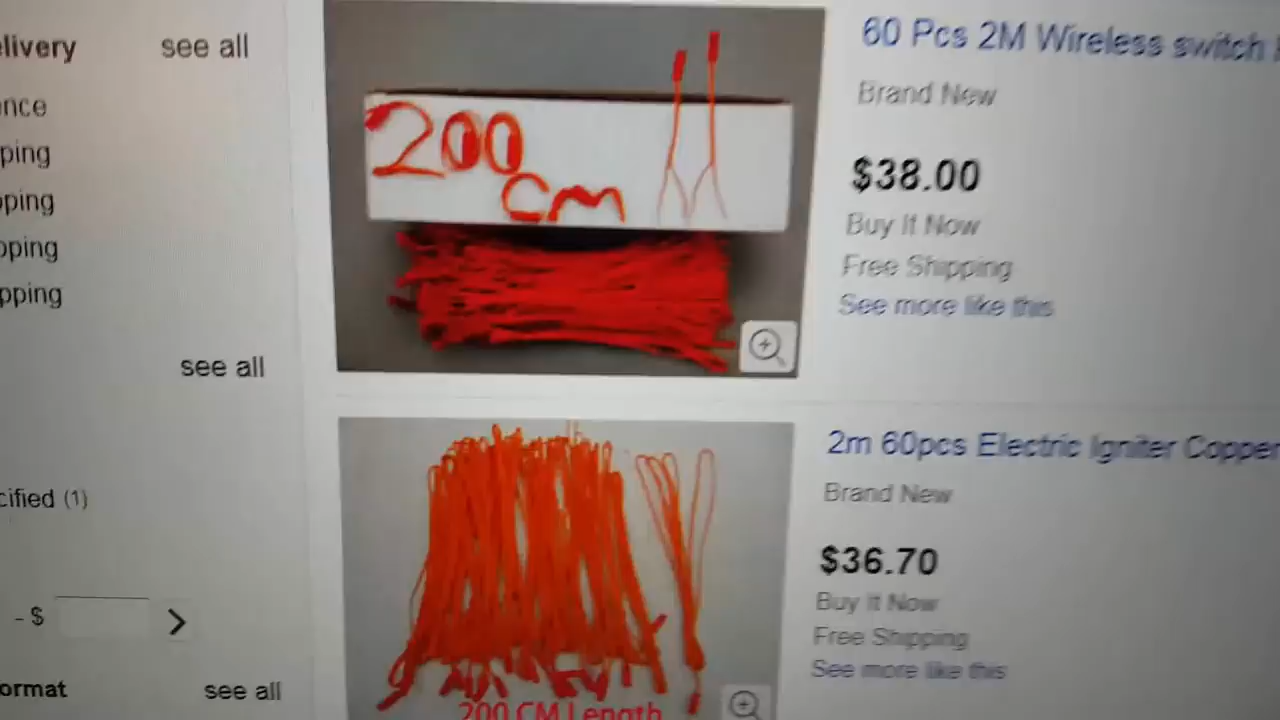 elivery see all
ence
ping
pping
pping
pping
see all
cified (1)
- $
ormat see all
200
cm
60 Pcs 2M Wireless switch
Brand New
$38.00
Buy It Now
Free Shipping
See more like this
2m 60pcs Electric Igniter Copper
Brand New
$36.70
Buy It Now
Free Shipping
See more like this
200 CM Length